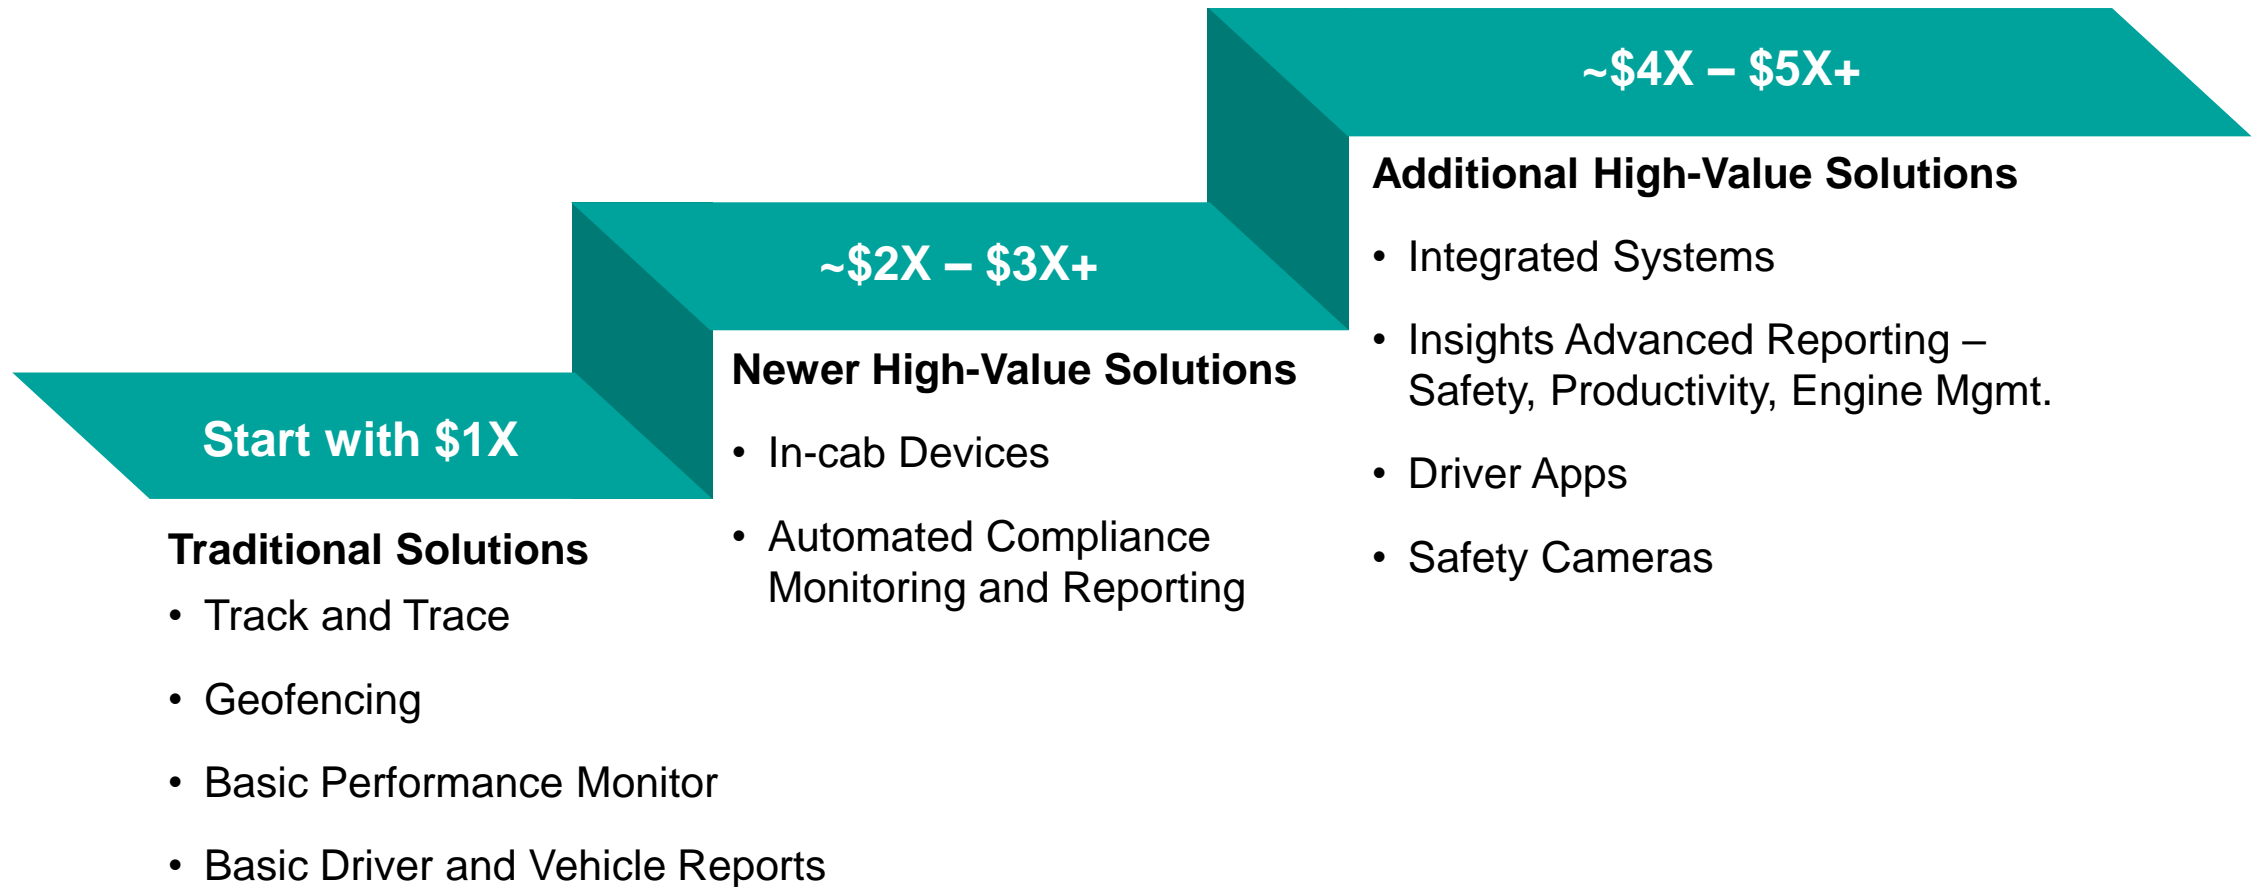 Start with $1X
Traditional Solutions
• Track and Trace
• Geofencing
• Basic Performance Monitor
• Basic Driver and Vehicle Reports
~$2X – $3X+
Newer High-Value Solutions
• In-cab Devices
• Automated Compliance
Monitoring and Reporting
~$4X – $5X+
Additional High-Value Solutions
• Integrated Systems
• Insights Advanced Reporting –
Safety, Productivity, Engine Mgmt.
• Driver Apps
• Safety Cameras